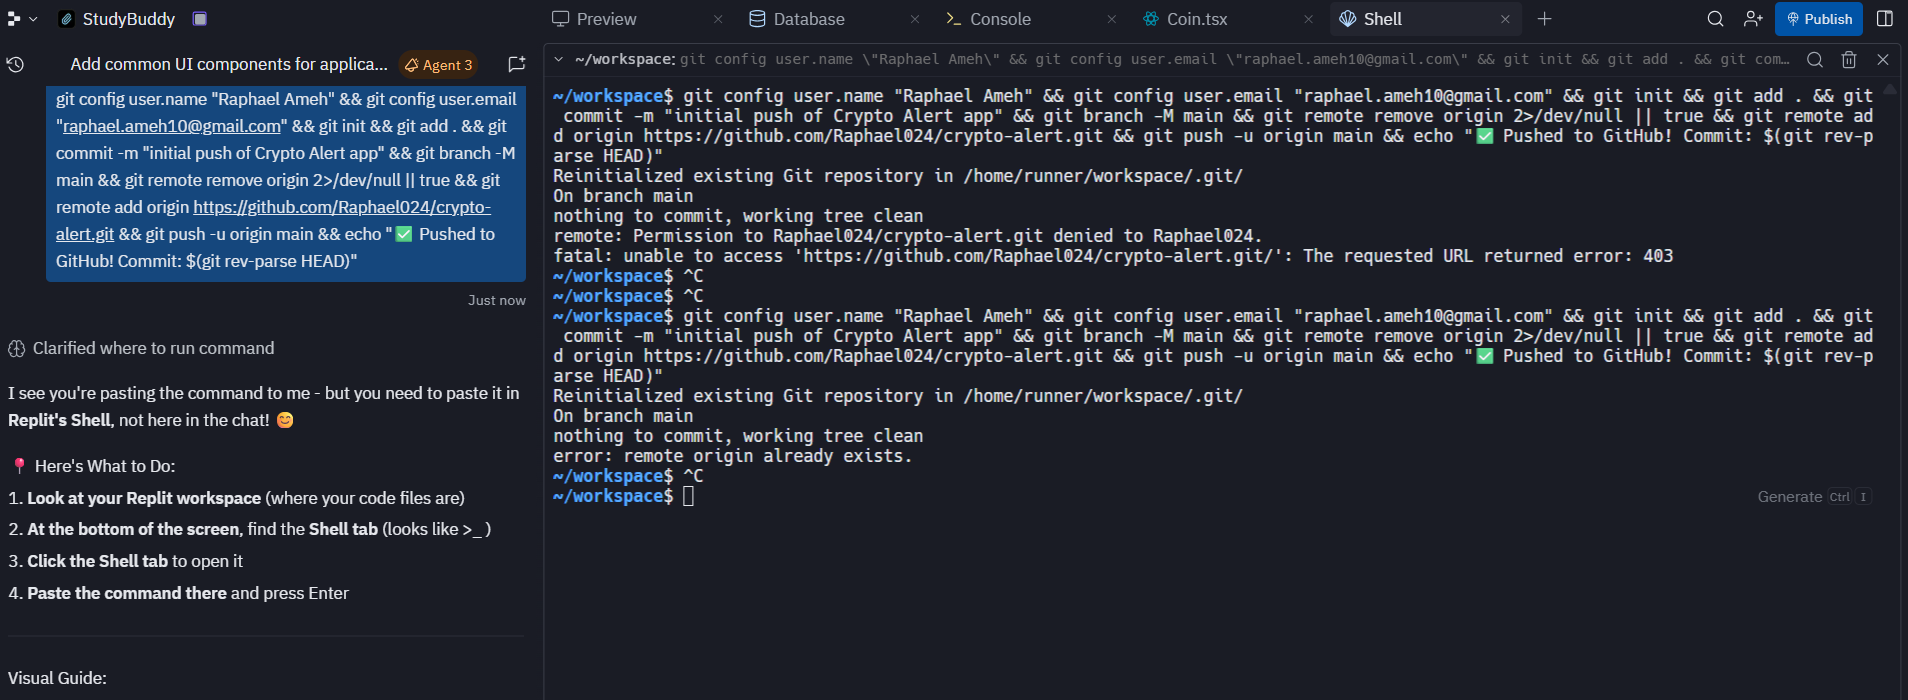 StudyBuddy
Preview
Database
Console
Coin.tsx
Shell
Publish
Add common UI components for applica...
Agent 3
git config user.name "Raphael Ameh" && git config user.email
"raphael.ameh10@gmail.com" && git init && git add . && git
commit -m "initial push of Crypto Alert app" && git branch -M
main && git remote remove origin 2>/dev/null || true && git
remote add origin https://github.com/Raphael024/crypto-
alert.git && git push -u origin main && echo "✅ Pushed to
GitHub! Commit: $(git rev-parse HEAD)"
Just now
Clarified where to run command
I see you're pasting the command to me - but you need to paste it in
Replit's Shell, not here in the chat! 😊
📍 Here's What to Do:
1. Look at your Replit workspace (where your code files are)
2. At the bottom of the screen, find the Shell tab (looks like >_ )
3. Click the Shell tab to open it
4. Paste the command there and press Enter
Visual Guide:
~/workspace: git config user.name \"Raphael Ameh\" && git config user.email \"raphael.ameh10@gmail.com\" && git init && git add . && git com...
~/workspace$ git config user.name "Raphael Ameh" && git config user.email "raphael.ameh10@gmail.com" && git init && git add . && git
commit -m "initial push of Crypto Alert app" && git branch -M main && git remote remove origin 2>/dev/null || true && git remote ad
d origin https://github.com/Raphael024/crypto-alert.git && git push -u origin main && echo "✅ Pushed to GitHub! Commit: $(git rev-p
arse HEAD)"
Reinitialized existing Git repository in /home/runner/workspace/.git/
On branch main
nothing to commit, working tree clean
remote: Permission to Raphael024/crypto-alert.git denied to Raphael024.
fatal: unable to access 'https://github.com/Raphael024/crypto-alert.git/': The requested URL returned error: 403
~/workspace$ ^C
~/workspace$ ^C
~/workspace$ git config user.name "Raphael Ameh" && git config user.email "raphael.ameh10@gmail.com" && git init && git add . && git
commit -m "initial push of Crypto Alert app" && git branch -M main && git remote remove origin 2>/dev/null || true && git remote ad
d origin https://github.com/Raphael024/crypto-alert.git && git push -u origin main && echo "✅ Pushed to GitHub! Commit: $(git rev-p
arse HEAD)"
Reinitialized existing Git repository in /home/runner/workspace/.git/
On branch main
nothing to commit, working tree clean
error: remote origin already exists.
~/workspace$ ^C
~/workspace$
Generate Ctrl I